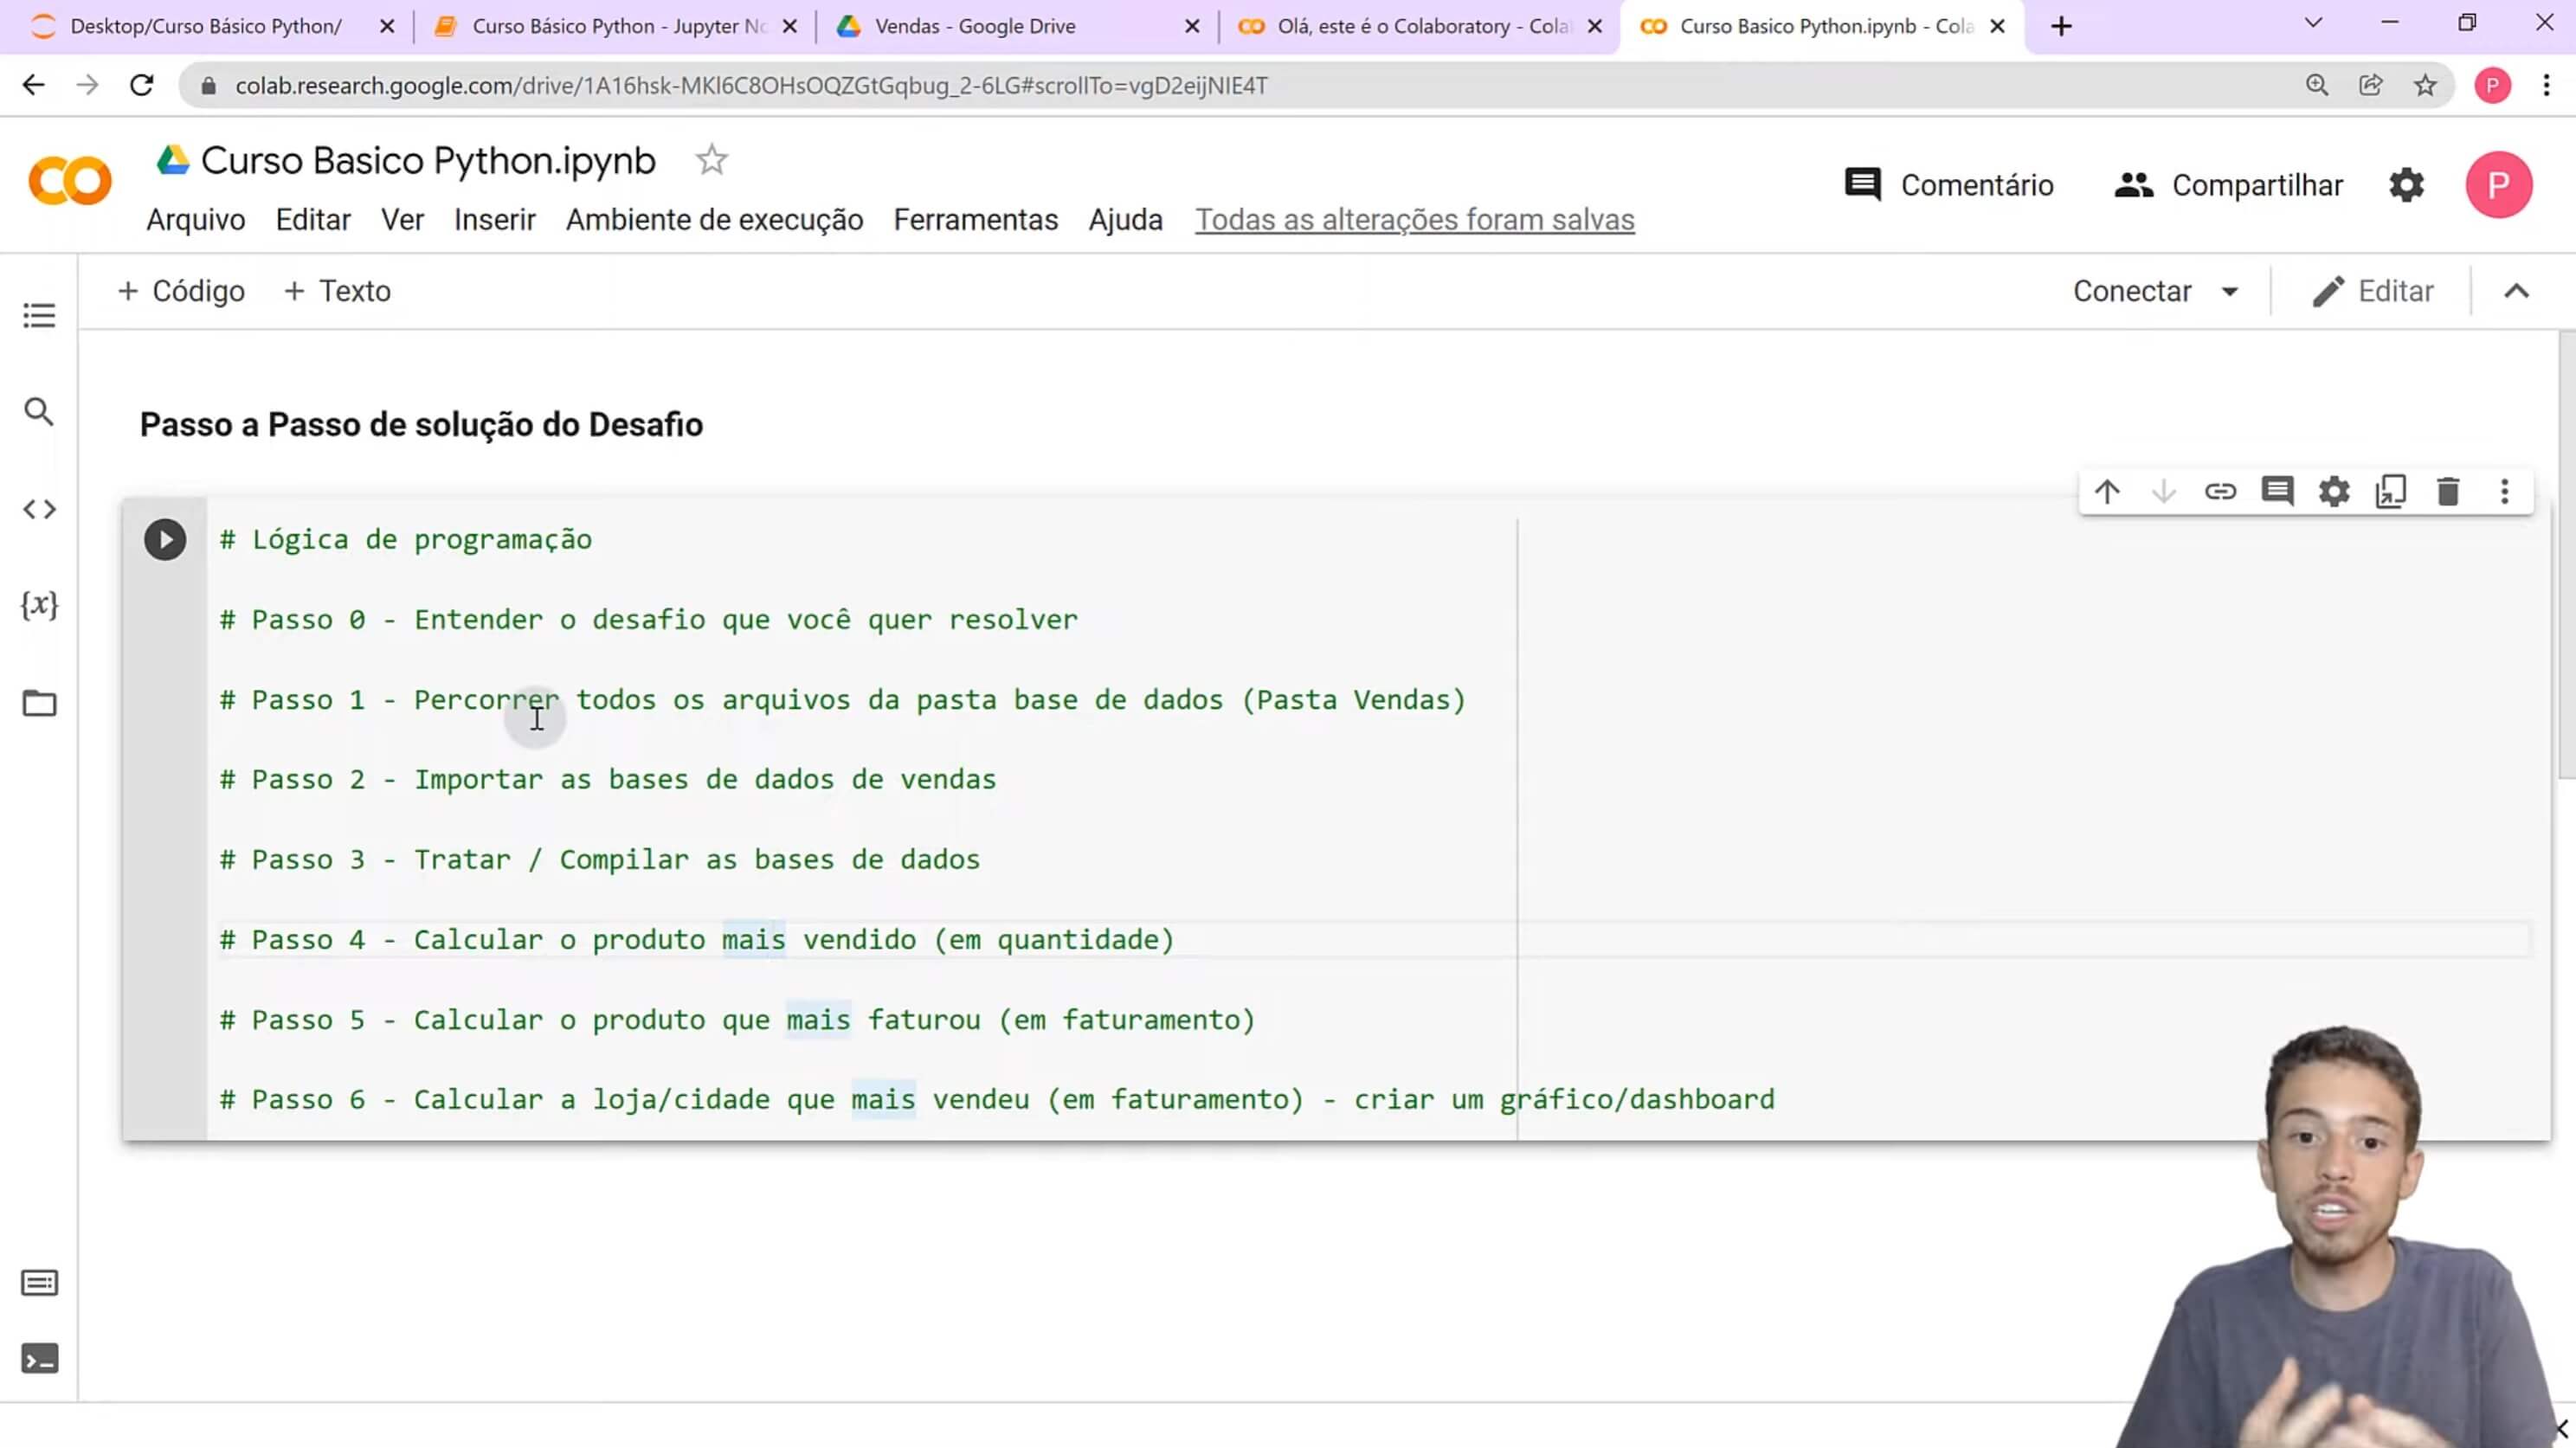 Desktop/Curso Básico Python/
Curso Básico Python - Jupyter No
Vendas - Google Drive
Olá, este é o Colaboratory - Colab
Curso Basico Python.ipynb - Cola
colab.research.google.com/drive/1A16hsk-MKl6C8OHsOQZGtGqbug_2-6LG#scrollTo=vgD2eijNIE4T
P
Curso Basico Python.ipynb
Comentário
Compartilhar
P
Arquivo Editar Ver Inserir Ambiente de execução Ferramentas Ajuda Todas as alterações foram salvas
+ Código + Texto
Conectar
Editar
Passo a Passo de solução do Desafio
# Lógica de programação
# Passo 0 - Entender o desafio que você quer resolver
# Passo 1 - Percorrer todos os arquivos da pasta base de dados (Pasta Vendas)
# Passo 2 - Importar as bases de dados de vendas
# Passo 3 - Tratar / Compilar as bases de dados
# Passo 4 - Calcular o produto mais vendido (em quantidade)
# Passo 5 - Calcular o produto que mais faturou (em faturamento)
# Passo 6 - Calcular a loja/cidade que mais vendeu (em faturamento) - criar um gráfico/dashboard